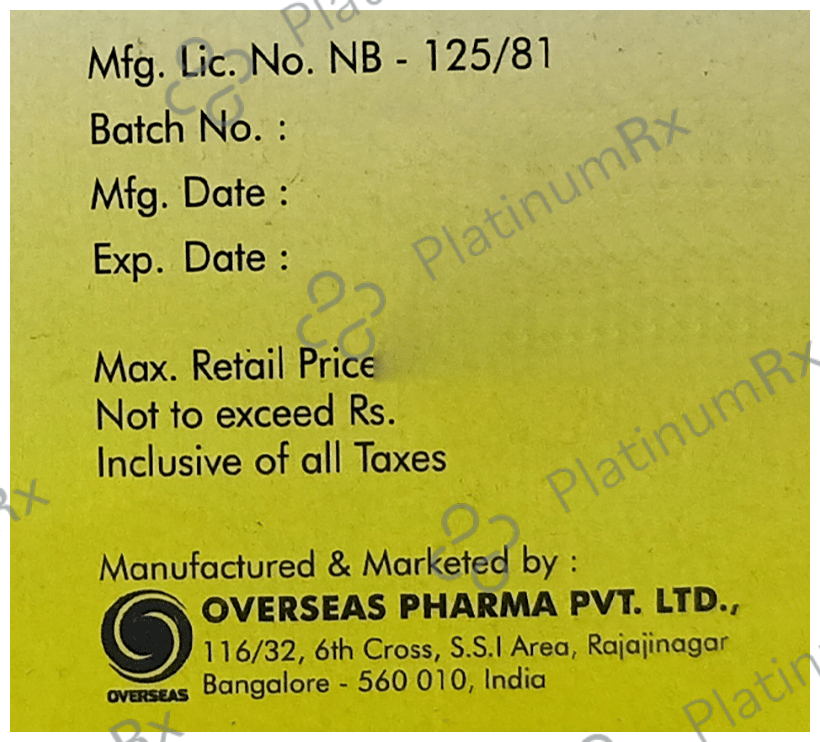 Mfg. Lic. No. NB - 125/81
Batch No. :
Mfg. Date :
Exp. Date :
Max. Retail Price
Not to exceed Rs.
Inclusive of all Taxes
Manufactured & Marketed by :
OVERSEAS PHARMA PVT. LTD.,
116/32, 6th Cross, S.S.I Area, Rajajinagar
Bangalore - 560 010, India
OVERSEAS
PlatinumRx
PlatinumRx